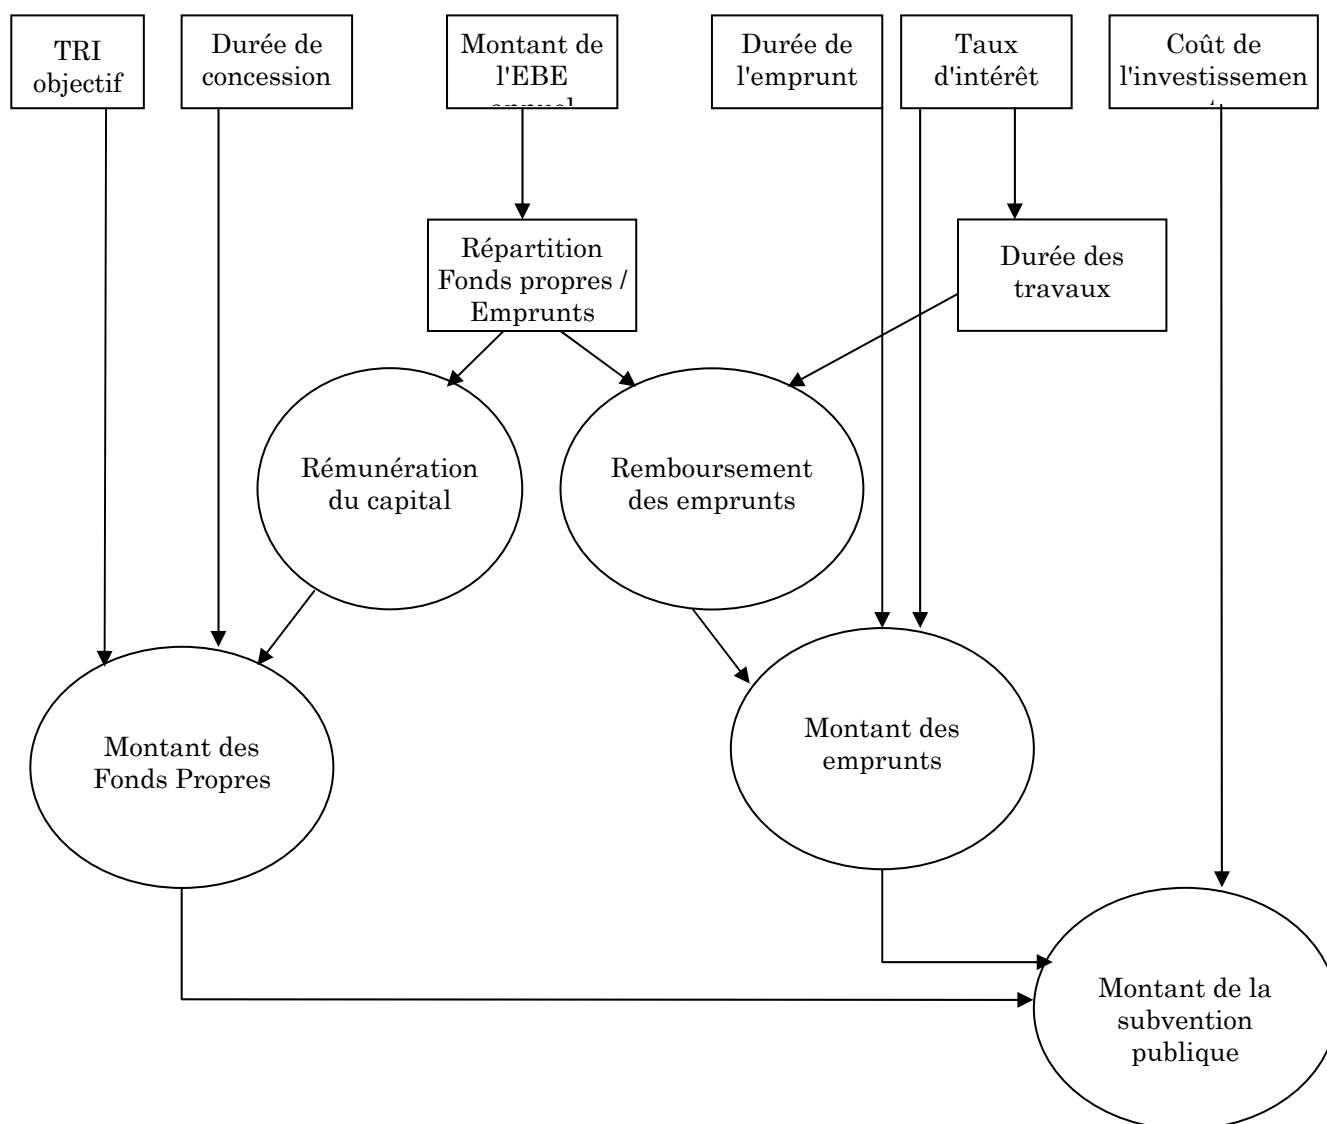 TRI
objectif
Durée de
concession
Montant de
l'EBE
annuel
Durée de
l'emprunt
Taux
d'intérêt
Coût de
l'investissemen
Répartition
Fonds propres /
Emprunts
Durée des
travaux
Rémunération
du capital
Remboursement
des emprunts
Montant des
Fonds Propres
Montant des
emprunts
Montant de la
subvention
publique